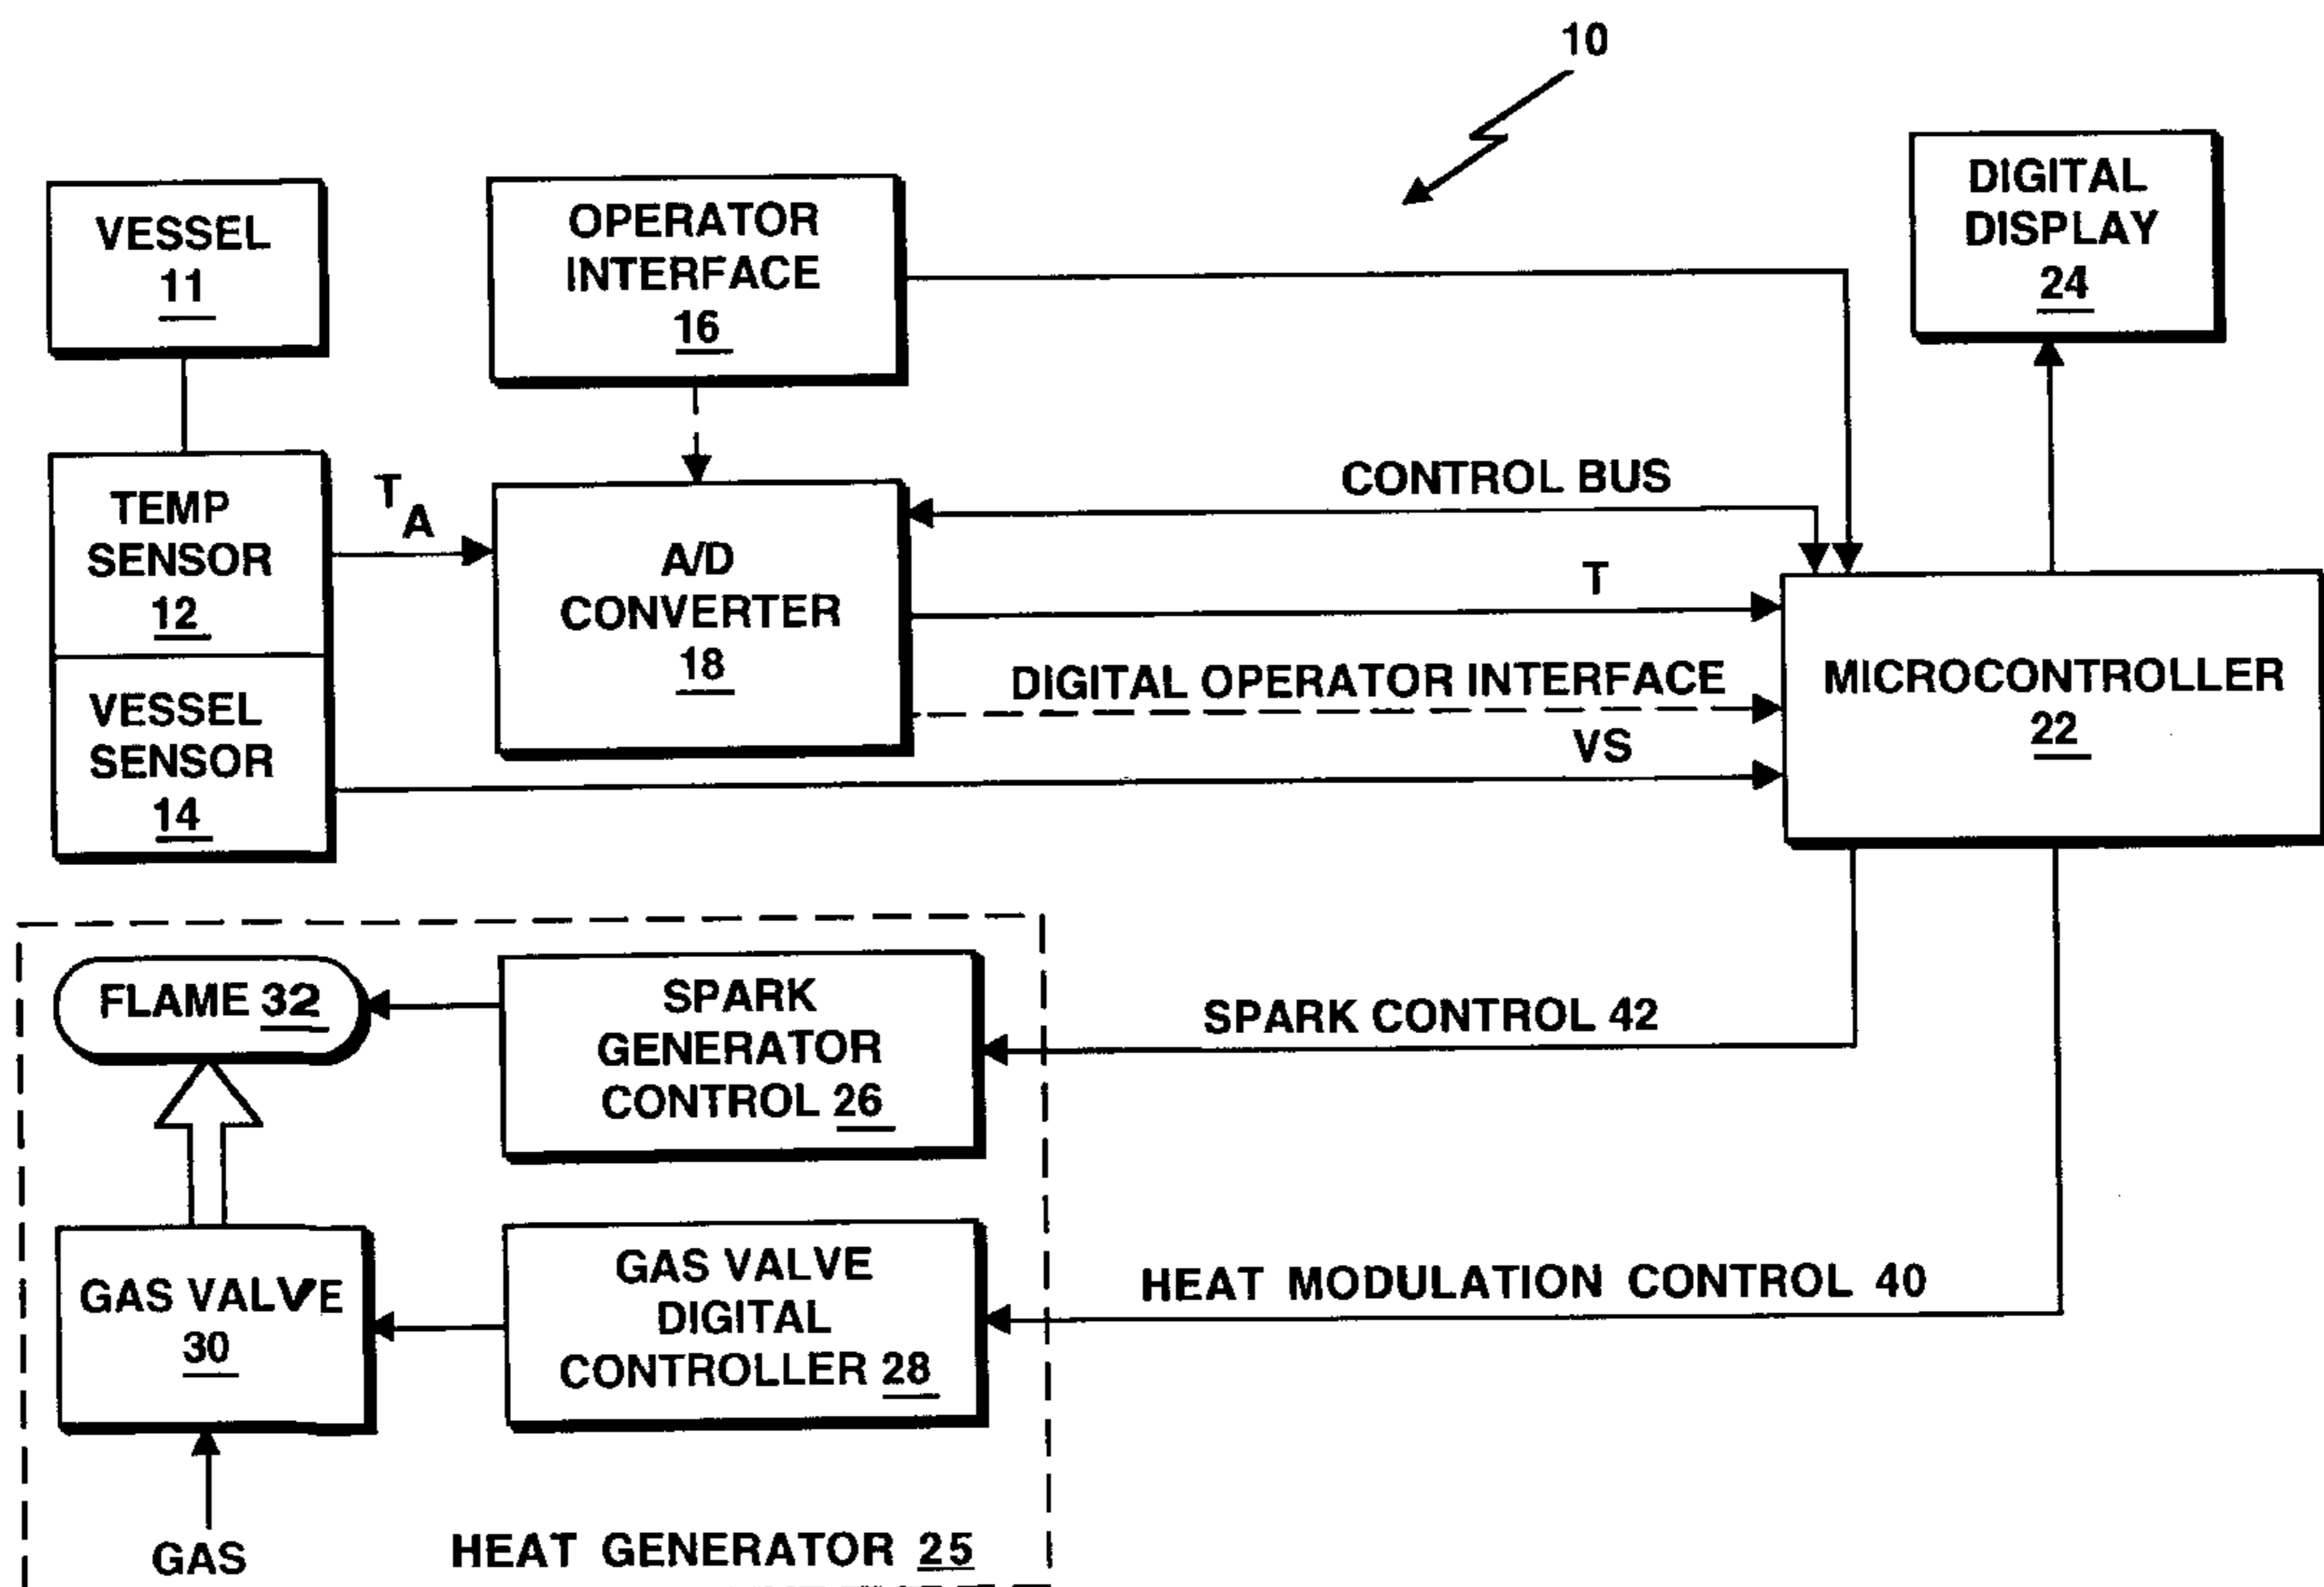 10
VESSEL
11
OPERATOR
INTERFACE
16
DIGITAL
DISPLAY
24
TEMP
SENSOR
12
T
A
A/D
CONVERTER
18
CONTROL BUS
T
DIGITAL OPERATOR INTERFACE
VS
MICROCONTROLLER
22
VESSEL
SENSOR
14
FLAME 32
SPARK
GENERATOR
CONTROL 26
SPARK CONTROL 42
GAS VALVE
30
GAS VALVE
DIGITAL
CONTROLLER 28
HEAT MODULATION CONTROL 40
GAS
HEAT GENERATOR 25